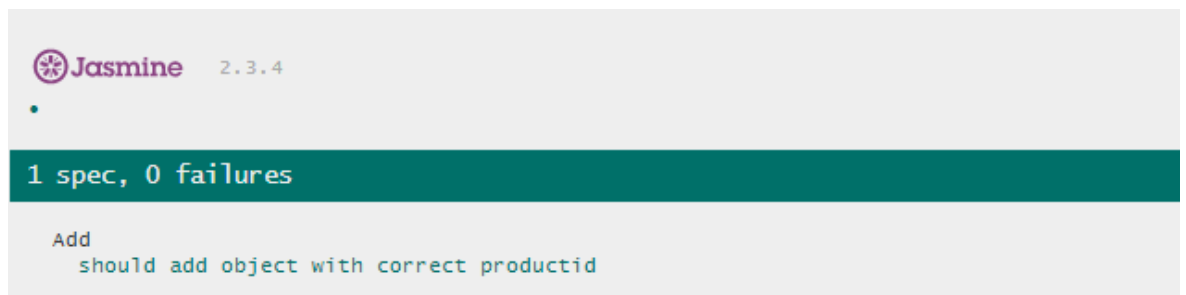 Jasmine 2.3.4
•
1 spec, 0 failures
Add
should add object with correct productid